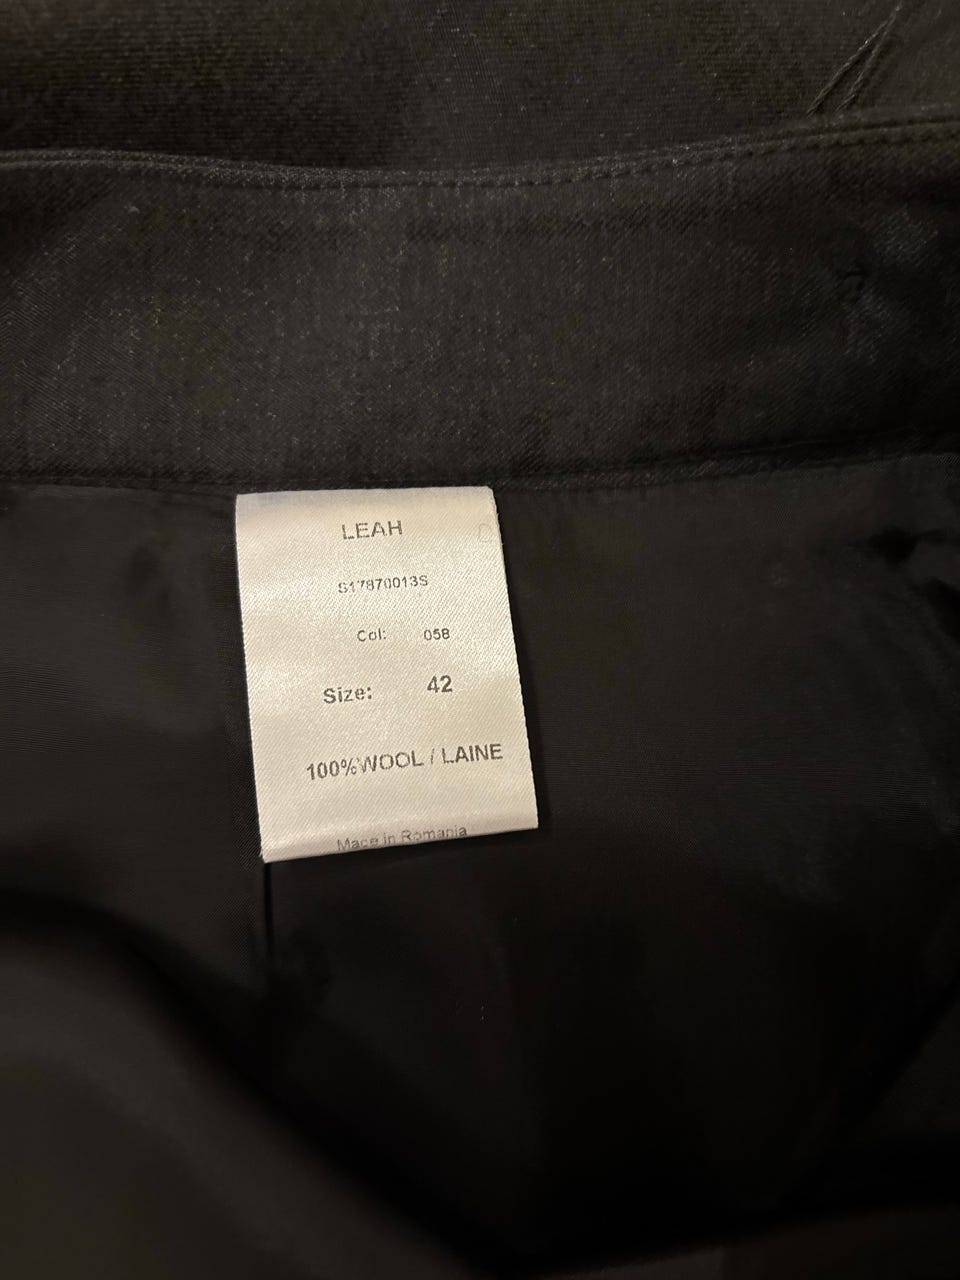 LEAH
S17870013S
Col: 058
Size: 42
100%WOOL / LAINE
Made in Romania